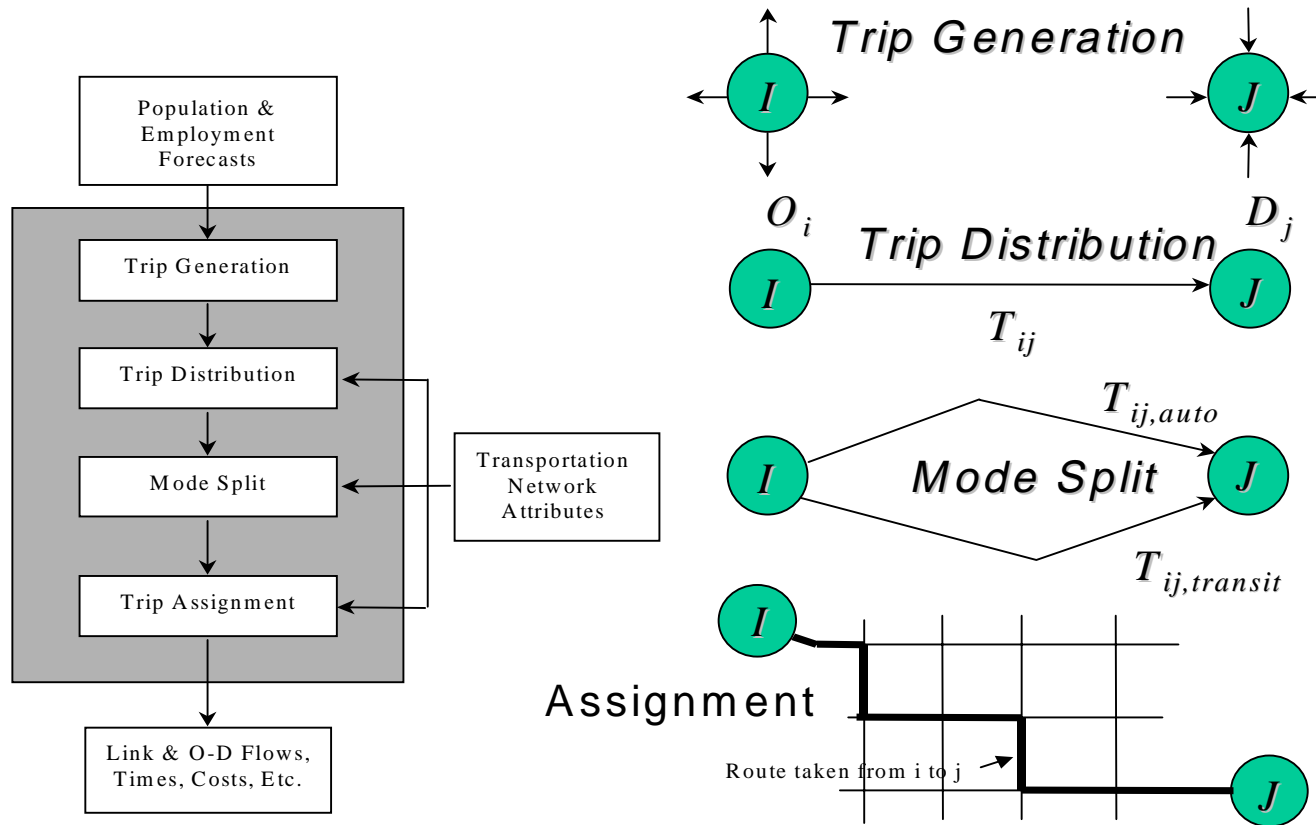 Population &
Employment
Forecasts
Trip Generation
Trip Distribution
Mode Split
Trip Assignment
Transportation
Network
Attributes
Link & O-D Flows,
Times, Costs, Etc.
Trip Generation
I
J
O i
D j
Trip Distribution
I
J
T ij
T ij,auto
I
Mode Split
J
T ij,transit
I
Assignment
Route taken from i to j
J